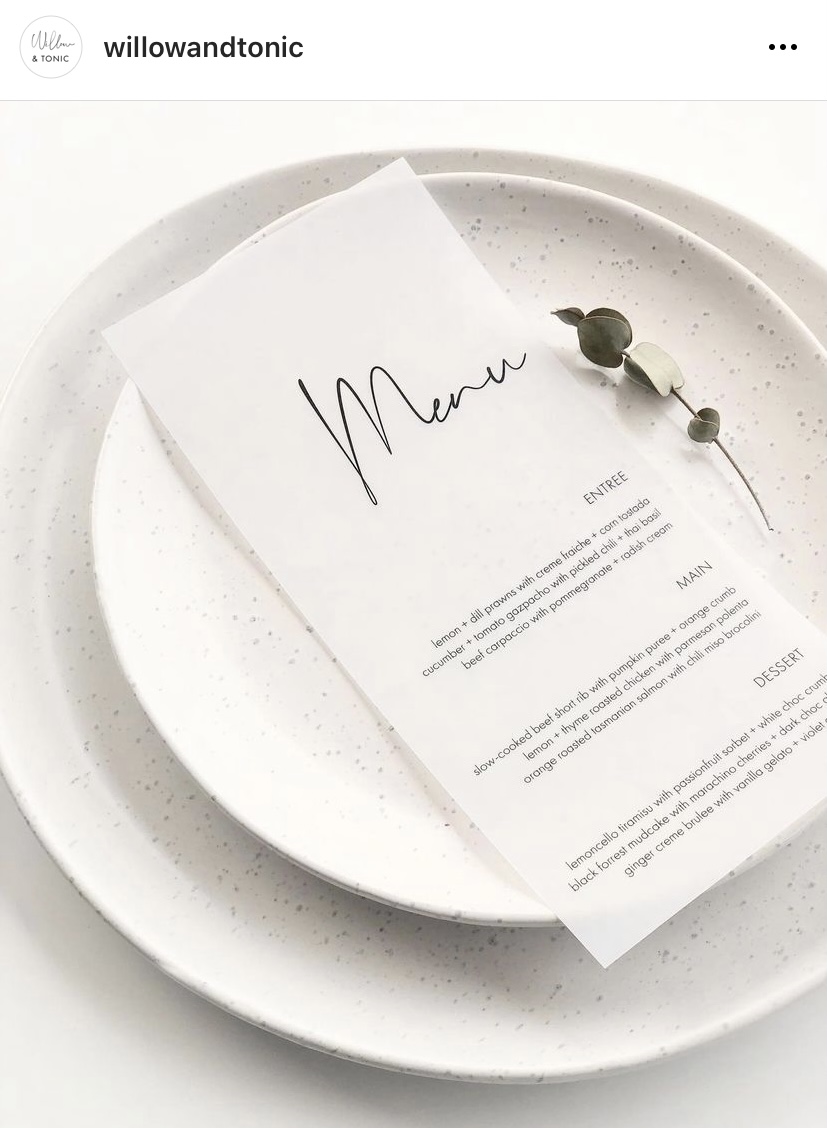 Willow
& TONIC
willowandtonic
Menu
ENTREE
lemon + dill prawns with creme fraiche + corn tostada
cucumber + tomato gazpacho with pickled chili + thai basil
beef carpaccio with pommegranate + radish cream
MAIN
slow-cooked beef short rib with pumpkin puree + orange crumb
lemon + thyme roasted chicken with parmesan polenta
orange roasted tasmanian salmon with chili miso brocolini
DESSERT
lemoncello tiramisu with passionfruit sorbet + white choc crumb
black forrest mudcake with marachino cherries + dark choc
ginger creme brulee with vanilla gelato + violet